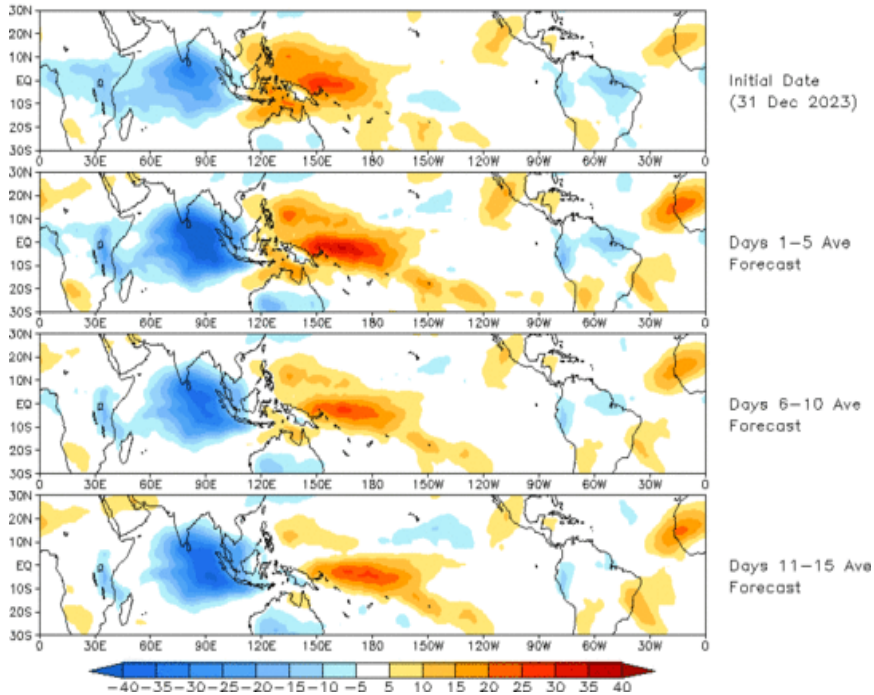 30N
20N
10N
EQ
10S
20S
30S
0 30E 60E 90E 120E 150E 180 150W 120W 90W 60W 30W 0
Initial Date
(31 Dec 2023)
30N
20N
10N
EQ
10S
20S
30S
0 30E 60E 90E 120E 150E 180 150W 120W 90W 60W 30W 0
Days 1-5 Ave
Forecast
30N
20N
10N
EQ
10S
20S
30S
0 30E 60E 90E 120E 150E 180 150W 120W 90W 60W 30W 0
Days 6-10 Ave
Forecast
30N
20N
10N
EQ
10S
20S
30S
0 30E 60E 90E 120E 150E 180 150W 120W 90W 60W 30W 0
Days 11-15 Ave
Forecast
-40 -35 -30 -25 -20 -15 -10 -5 5 10 15 20 25 30 35 40